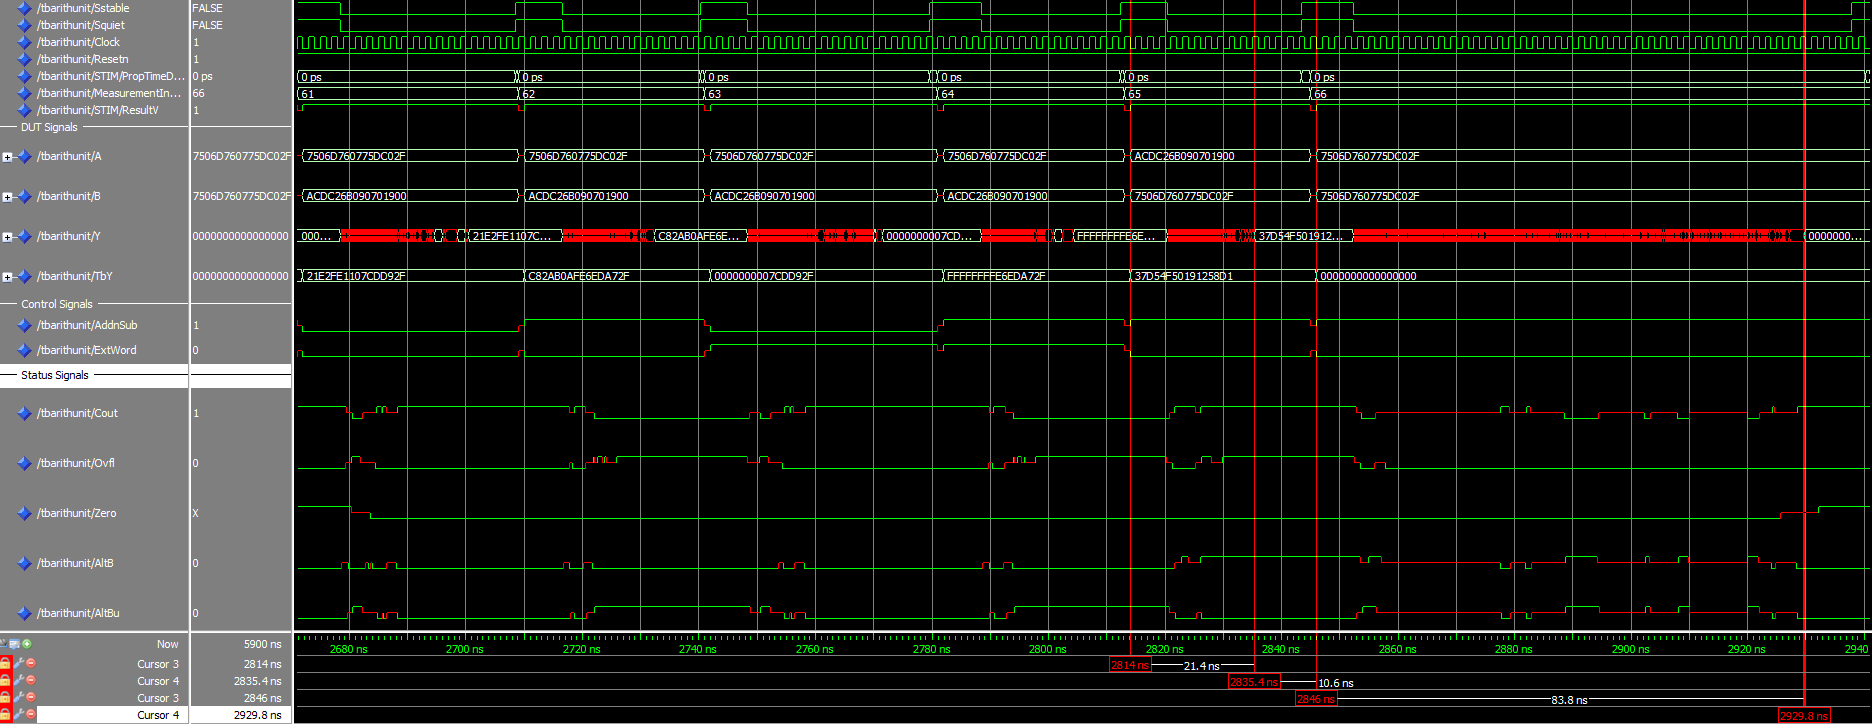 /tbarithunit/Sstable FALSE
/tbarithunit/Squiet FALSE
/tbarithunit/Clock 1
/tbarithunit/Resetn 1
/tbarithunit/STIM/PropTimeD... 0 ps 0 ps 0 ps 0 ps 0 ps 0 ps 0 ps
/tbarithunit/MeasurementIn... 66 61 62 63 64 65 66
/tbarithunit/STIM/ResultV 1
DUT Signals
/tbarithunit/A 7506D760775DC02F 7506D760775DC02F 7506D760775DC02F 7506D760775DC02F 7506D760775DC02F ACDC26B090701900 7506D760775DC02F
/tbarithunit/B 7506D760775DC02F ACDC26B090701900 ACDC26B090701900 ACDC26B090701900 ACDC26B090701900 7506D760775DC02F 7506D760775DC02F
/tbarithunit/Y 0000000000000000 000... 21E2FE1107C... C82AB0AFE6E... 0000000007CD... FFFFFFFFE6E... 37D54F501912... 0000000...
/tbarithunit/TbY 0000000000000000 21E2FE1107CDD92F C82AB0AFE6EDA72F 0000000007CDD92F FFFFFFFFE6EDA72F 37D54F50191258D1 0000000000000000
Control Signals
/tbarithunit/AddnSub 1
/tbarithunit/ExtWord 0
Status Signals
/tbarithunit/Cout 1
/tbarithunit/Ovfl 0
/tbarithunit/Zero X
/tbarithunit/AltB 0
/tbarithunit/AltBu 0
Now 5900 ns 2680 ns 2700 ns 2720 ns 2740 ns 2760 ns 2780 ns 2800 ns 2820 ns 2840 ns 2860 ns 2880 ns 2900 ns 2920 ns 2940
Cursor 3 2814 ns 2814 ns 21.4 ns
Cursor 4 2835.4 ns 2835.4 ns 10.6 ns
Cursor 3 2846 ns 2846 ns 83.8 ns
Cursor 4 2929.8 ns 2929.8 ns